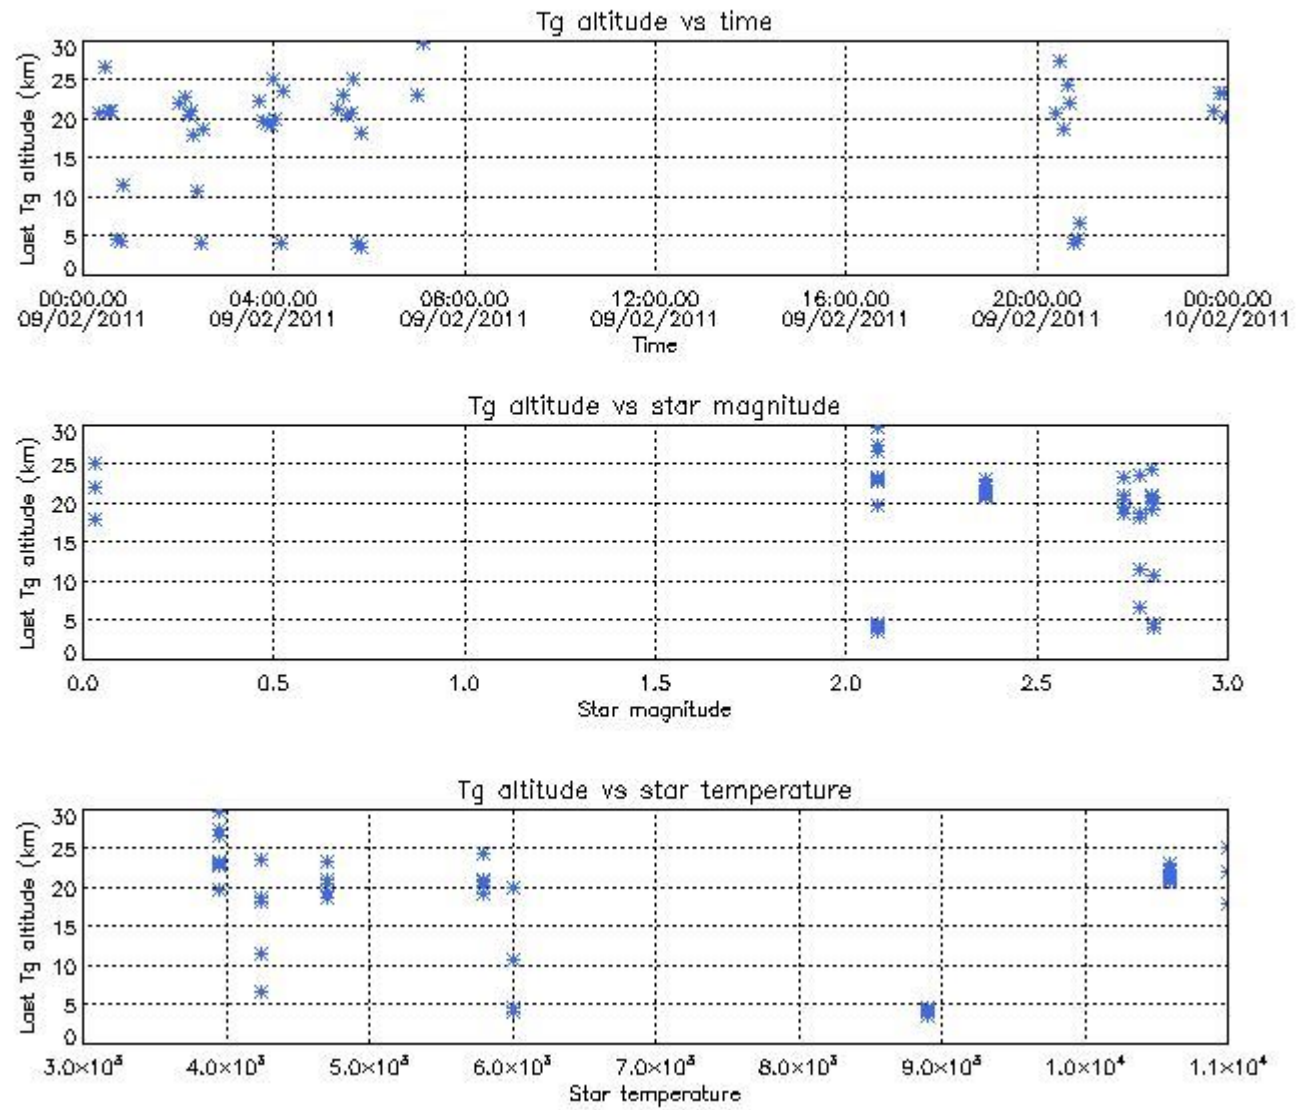 Tg altitude vs time
Last Tg altitude (km)
30
25
20
15
10
5
0
00:00.00 04:00.00 08:00.00 12:00.00 16:00.00 20:00.00 00:00.00
09/02/2011 09/02/2011 09/02/2011 09/02/2011 09/02/2011 09/02/2011 10/02/2011
Time
Tg altitude vs star magnitude
Last Tg altitude (km)
30
25
20
15
10
5
0
0.0 0.5 1.0 1.5 2.0 2.5 3.0
Star magnitude
Tg altitude vs star temperature
Last Tg altitude (km)
30
25
20
15
10
5
0
3.0×10³ 4.0×10³ 5.0×10³ 6.0×10³ 7.0×10³ 8.0×10³ 9.0×10³ 1.0×10⁴ 1.1×10⁴
Star temperature